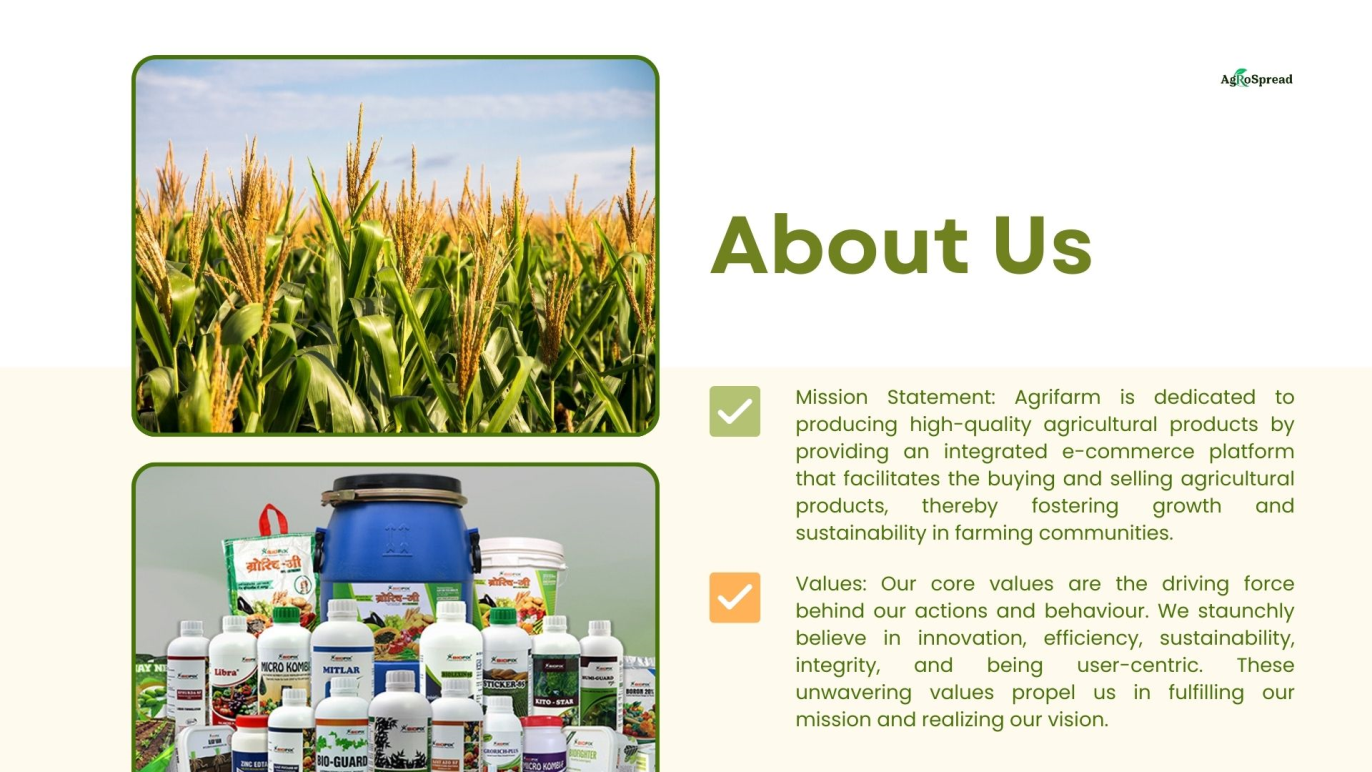 AgRoSpread
About Us
Mission Statement: Agrifarm is dedicated to
producing high-quality agricultural products by
providing an integrated e-commerce platform
that facilitates the buying and selling agricultural
products, thereby fostering growth and
sustainability in farming communities.
Values: Our core values are the driving force
behind our actions and behaviour. We staunchly
believe in innovation, efficiency, sustainability,
integrity, and being user-centric. These
unwavering values propel us in fulfilling our
mission and realizing our vision.
Libra
MICRO KOMBI
MITLAR
STICKER-95
KITO - STAR
HUMI-GUARD
BORON 20%
ZINC EDTA
BIO-GUARD
MICRO KOMBI
BIOFIGHTER